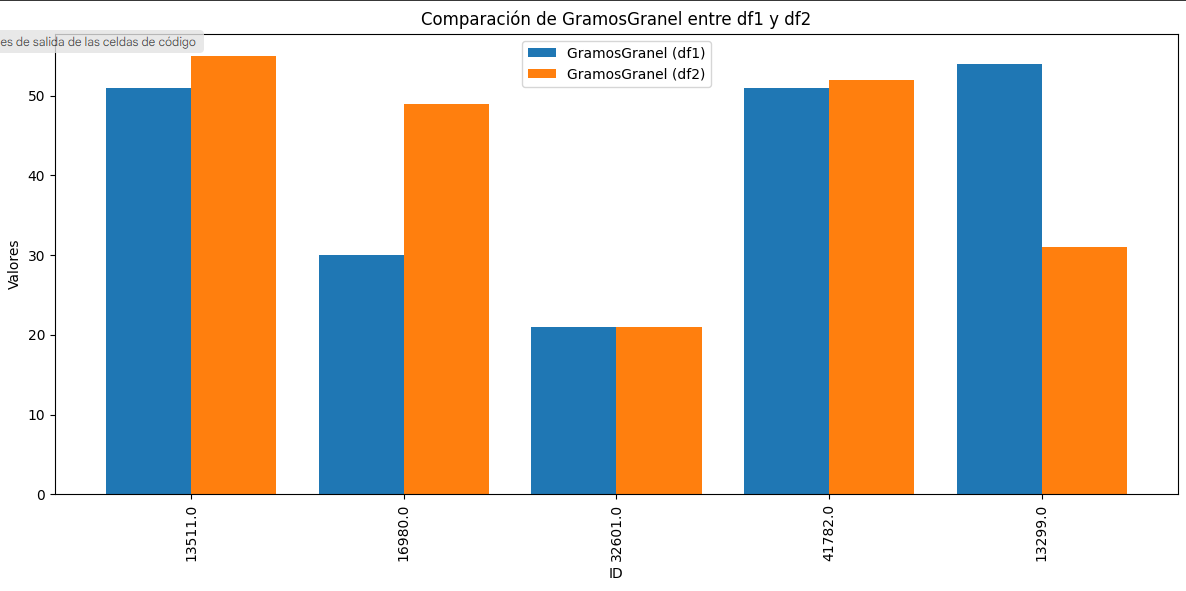 Comparación de GramosGranel entre df1 y df2
es de salida de las celdas de código
GramosGranel (df1)
GramosGranel (df2)
Valores
50
40
30
20
10
0
13511.0
16980.0
32601.0
41782.0
13299.0
ID